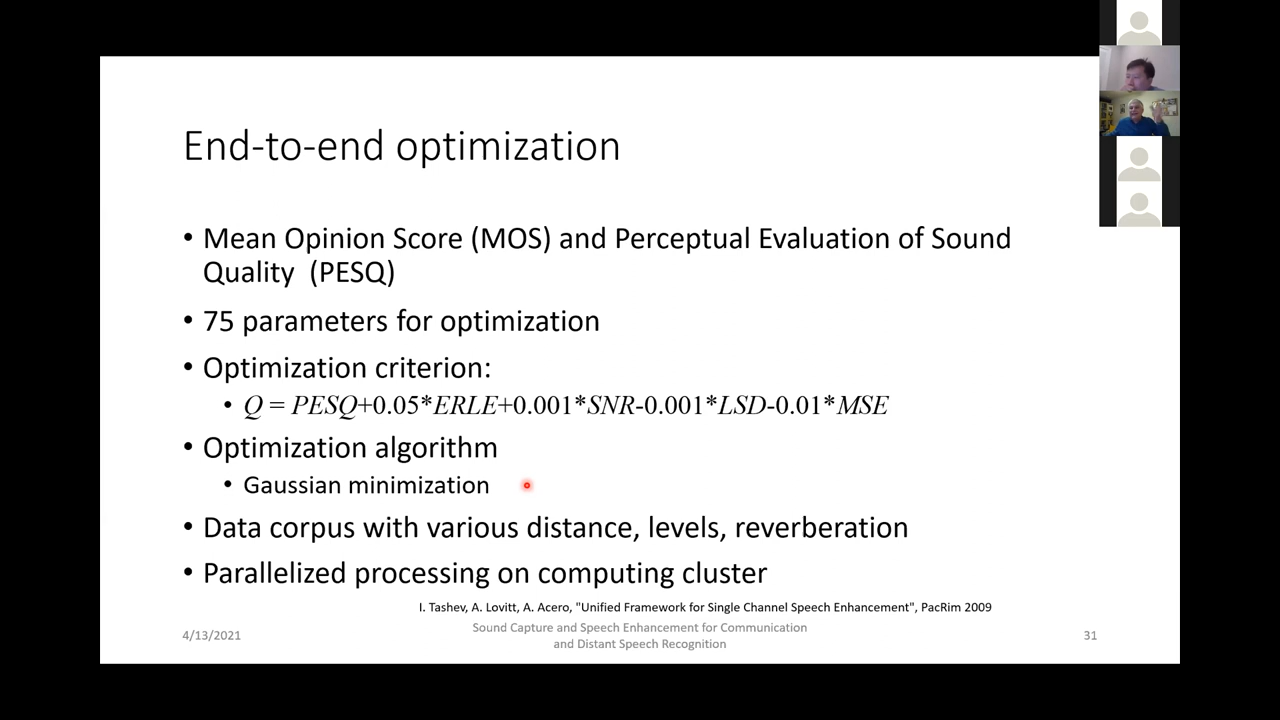 End-to-end optimization
• Mean Opinion Score (MOS) and Perceptual Evaluation of Sound
Quality (PESQ)
• 75 parameters for optimization
• Optimization criterion:
• Q = PESQ+0.05*ERLE+0.001*SNR-0.001*LSD-0.01*MSE
• Optimization algorithm
• Gaussian minimization
• Data corpus with various distance, levels, reverberation
• Parallelized processing on computing cluster
I. Tashev, A. Lovitt, A. Acero, "Unified Framework for Single Channel Speech Enhancement", PacRim 2009
4/13/2021
Sound Capture and Speech Enhancement for Communication
and Distant Speech Recognition
31